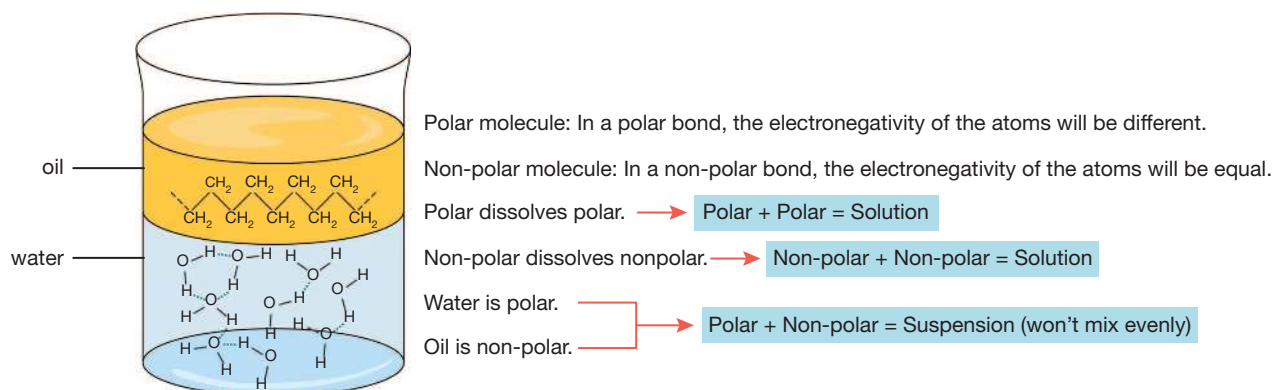 Polar molecule: In a polar bond, the electronegativity of the atoms will be different.
oil
Non-polar molecule: In a non-polar bond, the electronegativity of the atoms will be equal.
CH₂ CH₂ CH₂ CH₂
CH₂ CH₂ CH₂ CH₂ CH₂
Polar dissolves polar. Polar + Polar = Solution
water
Non-polar dissolves nonpolar. Non-polar + Non-polar = Solution
H O H H H
O H O O H
H H H O
H O O H H
H H H O
H O H O H
H H
Water is polar.
Polar + Non-polar = Suspension (won’t mix evenly)
Oil is non-polar.